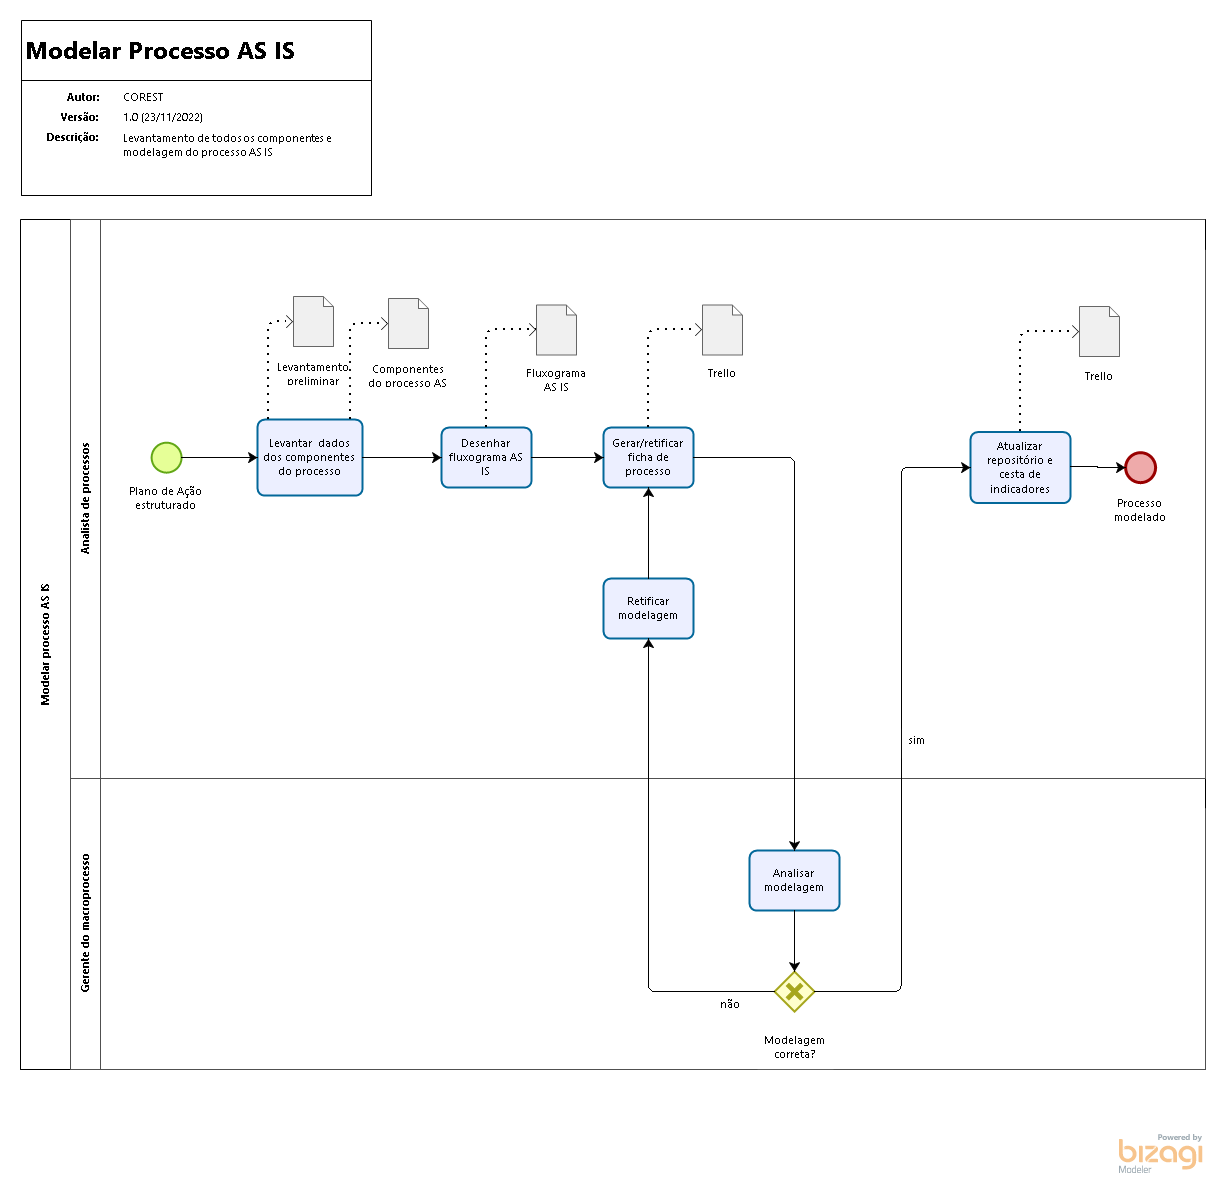 Modelar Processo AS IS
Autor: COREST
Versão: 1.0 (23/11/2022)
Descrição: Levantamento de todos os componentes e
modelagem do processo AS IS
Modelar processo AS IS
Analista de processos
Plano de Ação
estruturado
Levantar dados
dos componentes
do processo
Levantamento
preliminar
Componentes
do processo AS
Desenhar
fluxograma AS
IS
Fluxograma
AS IS
Gerar/retificar
ficha de
processo
Trello
Retificar
modelagem
Atualizar
repositório e
cesta de
indicadores
Trello
Processo
modelado
sim
Gerente do macroprocesso
Analisar
modelagem
não
Modelagem
correta?
Powered by
bizagi
Modeler